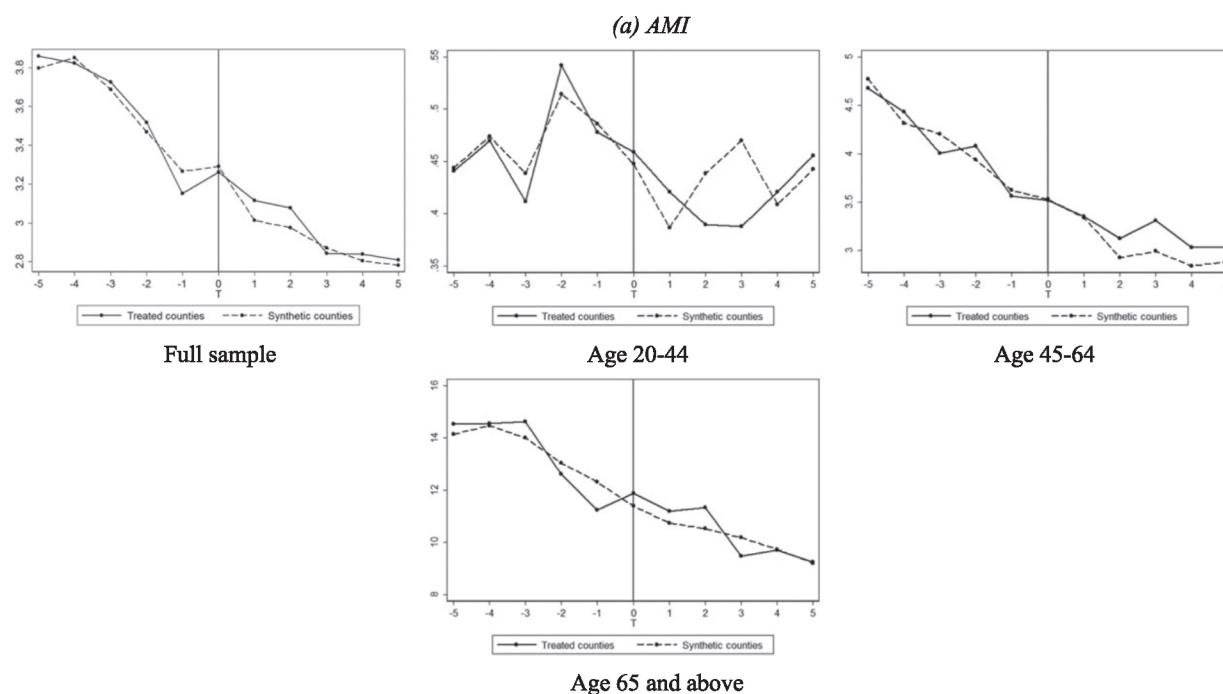 (a) AMI
3.8
3.6
3.4
3.2
3
2.8
-5 -4 -3 -2 -1 0 1 2 3 4 5
T
Treated counties Synthetic counties
Full sample
.55
.5
.45
.4
.35
-5 -4 -3 -2 -1 0 1 2 3 4 5
T
Treated counties Synthetic counties
Age 20-44
5
4.5
4
3.5
3
-5 -4 -3 -2 -1 0 1 2 3 4
T
Treated counties Synthetic counties
Age 45-64
16
14
12
10
8
-5 -4 -3 -2 -1 0 1 2 3 4 5
T
Treated counties Synthetic counties
Age 65 and above